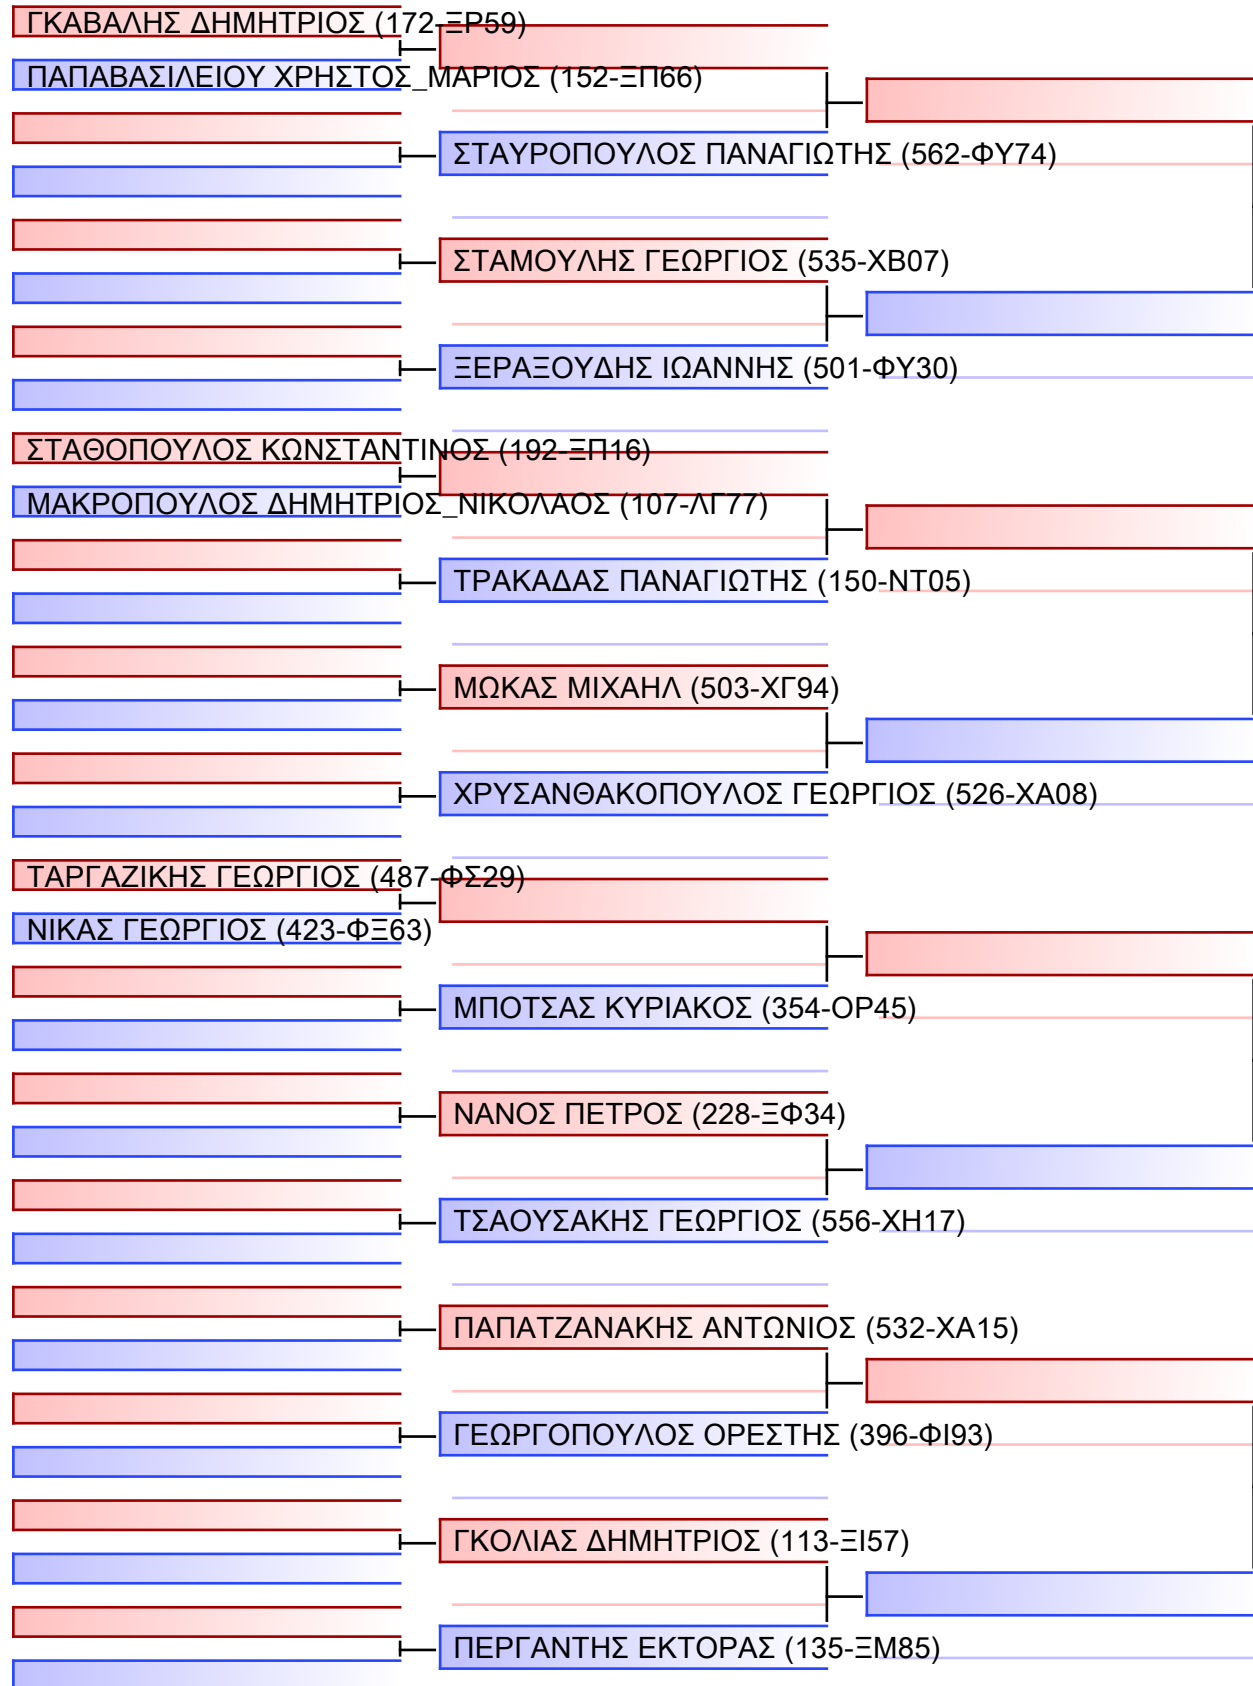 ΓΚΑΒΑΛΗΣ ΔΗΜΗΤΡΙΟΣ (172-ΞΡ59)
ΠΑΠΑΒΑΣΙΛΕΙΟΥ ΧΡΗΣΤΟΣ_ΜΑΡΙΟΣ (152-ΞΠ66)
ΣΤΑΥΡΟΠΟΥΛΟΣ ΠΑΝΑΓΙΩΤΗΣ (562-ΦΥ74)
ΣΤΑΜΟΥΛΗΣ ΓΕΩΡΓΙΟΣ (535-ΧΒ07)
ΞΕΡΑΞΟΥΔΗΣ ΙΩΑΝΝΗΣ (501-ΦΥ30)
ΣΤΑΘΟΠΟΥΛΟΣ ΚΩΝΣΤΑΝΤΙΝΟΣ (192-ΞΠ16)
ΜΑΚΡΟΠΟΥΛΟΣ ΔΗΜΗΤΡΙΟΣ_ΝΙΚΟΛΑΟΣ (107-ΛΓ77)
ΤΡΑΚΑΔΑΣ ΠΑΝΑΓΙΩΤΗΣ (150-ΝΤ05)
ΜΩΚΑΣ ΜΙΧΑΗΛ (503-ΧΓ94)
ΧΡΥΣΑΝΘΑΚΟΠΟΥΛΟΣ ΓΕΩΡΓΙΟΣ (526-ΧΑ08)
ΤΑΡΓΑΖΙΚΗΣ ΓΕΩΡΓΙΟΣ (487-ΦΣ29)
ΝΙΚΑΣ ΓΕΩΡΓΙΟΣ (423-ΦΞ63)
ΜΠΟΤΣΑΣ ΚΥΡΙΑΚΟΣ (354-ΟΡ45)
ΝΑΝΟΣ ΠΕΤΡΟΣ (228-ΞΦ34)
ΤΣΑΟΥΣΑΚΗΣ ΓΕΩΡΓΙΟΣ (556-ΧΗ17)
ΠΑΠΑΤΖΑΝΑΚΗΣ ΑΝΤΩΝΙΟΣ (532-ΧΑ15)
ΓΕΩΡΓΟΠΟΥΛΟΣ ΟΡΕΣΤΗΣ (396-ΦΙ93)
ΓΚΟΛΙΑΣ ΔΗΜΗΤΡΙΟΣ (113-ΞΙ57)
ΠΕΡΓΑΝΤΗΣ ΕΚΤΟΡΑΣ (135-ΞΜ85)